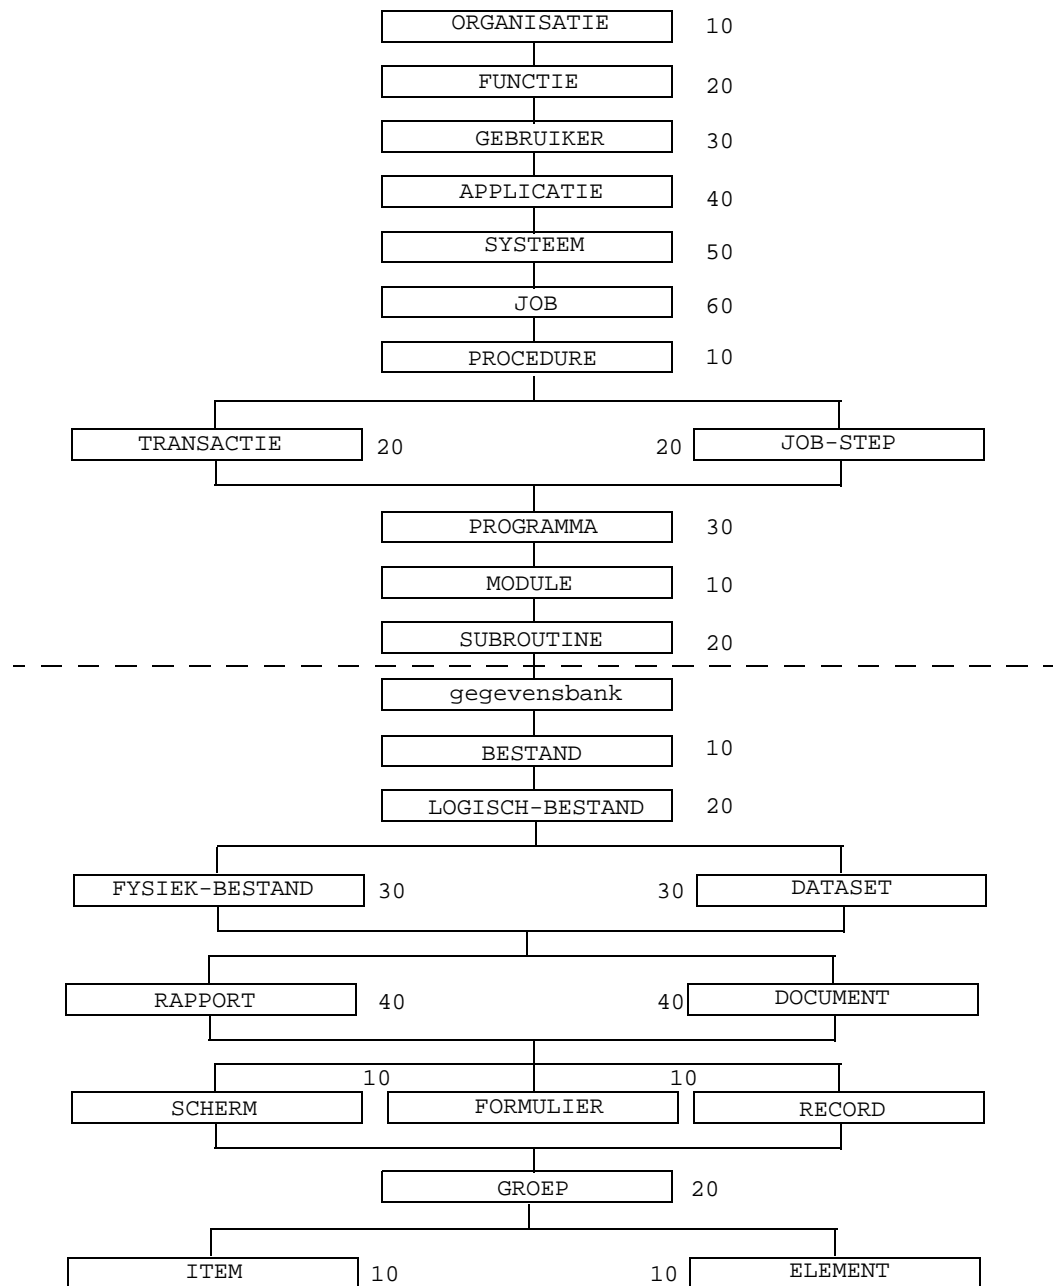 ORGANISATIE 10
FUNCTIE 20
GEBRUIKER 30
APPLICATIE 40
SYSTEEM 50
JOB 60
PROCEDURE 10
TRANSACTIE 20 20 JOB-STEP
PROGRAMMA 30
MODULE 10
SUBROUTINE 20
gegevensbank
BESTAND 10
LOGISCH-BESTAND 20
FYSIEK-BESTAND 30 30 DATASET
RAPPORT 40 40 DOCUMENT
10 10
SCHERM FORMULIER RECORD
GROEP 20
ITEM 10 10 ELEMENT